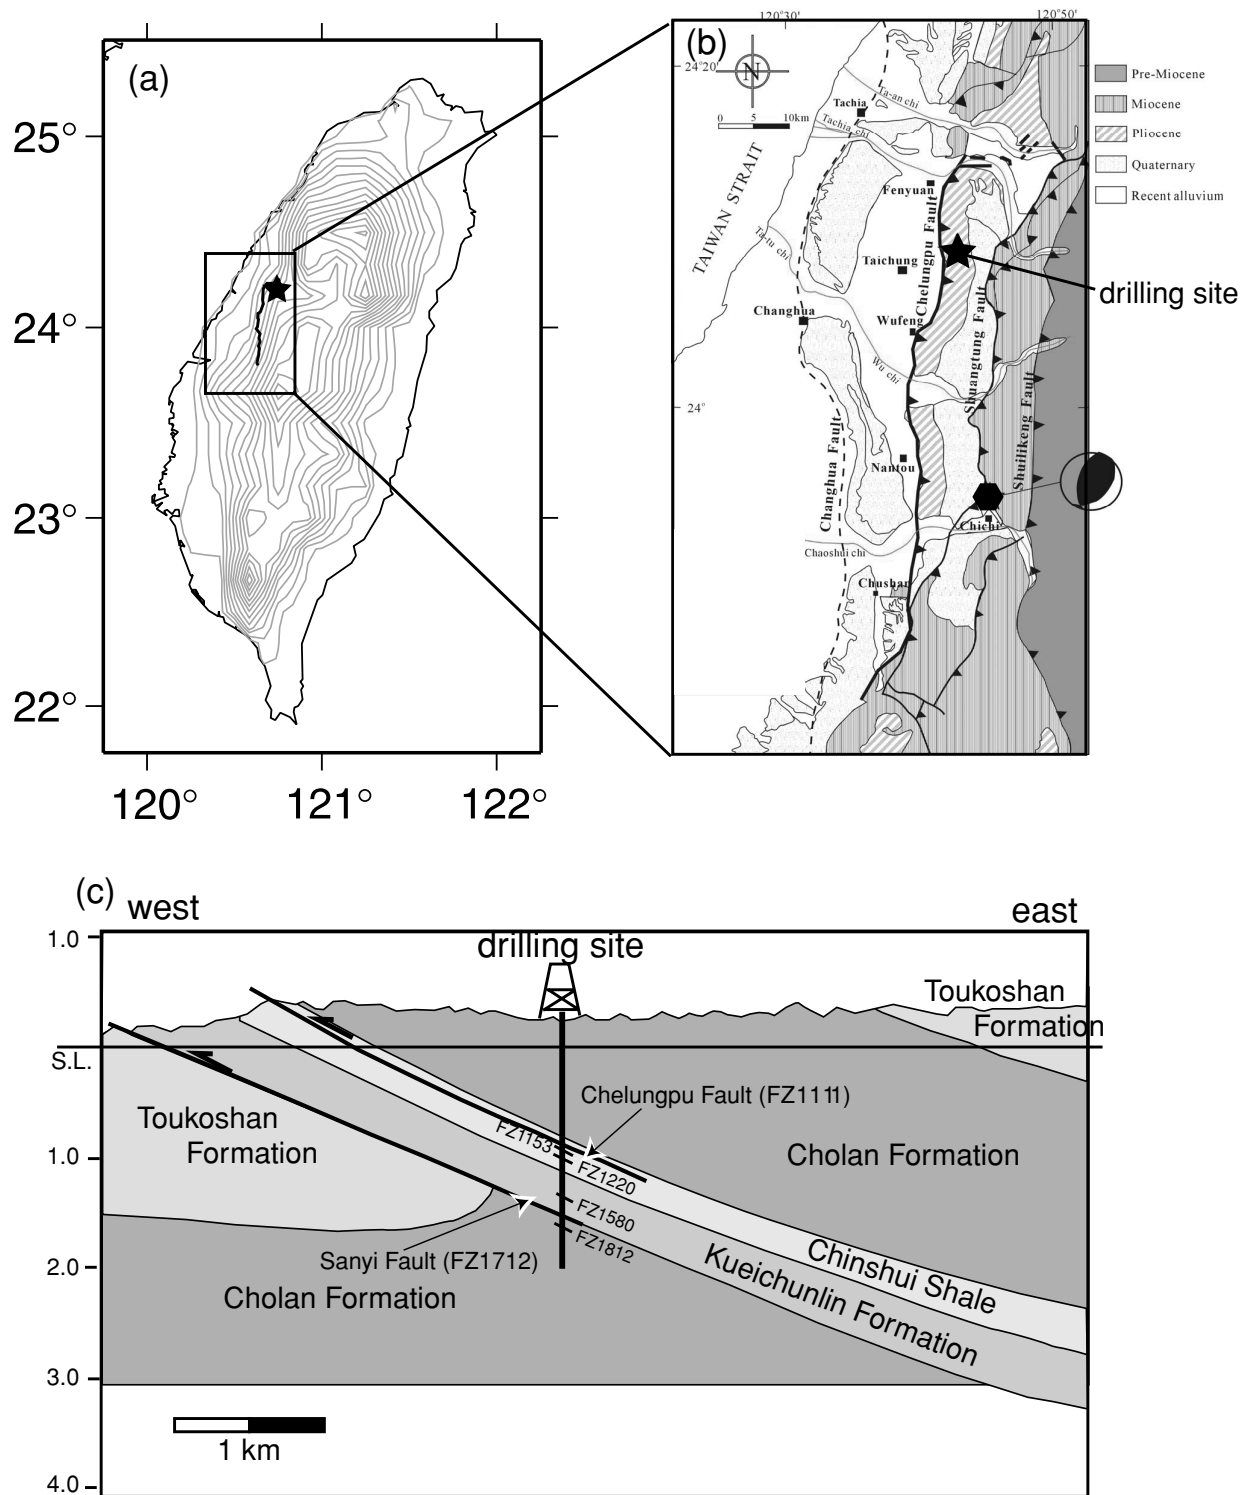 (a)
25°
24°
23°
22°
120°
121°
122°
(b)
120°30'
120°50'
24°20'
24°
N
0 5 10km
TAIWAN STRAIT
Tachia
Ta-an chi
Tachia chi
Fenyuan
Chelungpu Fault
Ta-tu chi
Taichung
Changhua
Wufeng
Wu chi
Shuangtung Fault
Shuilikeng Fault
Changhua Fault
Nantou
Chichi
Chaoshui chi
Chushan
Pre-Miocene
Miocene
Pliocene
Quaternary
Recent alluvium
drilling site
(c)
west
east
1.0
S.L.
1.0
2.0
3.0
4.0
drilling site
Toukoshan
Formation
Chelungpu Fault (FZ1111)
Toukoshan
Formation
FZ1153
FZ1220
Cholan Formation
FZ1580
FZ1812
Sanyi Fault (FZ1712)
Chinshui Shale
Kueichunlin Formation
Cholan Formation
1 km